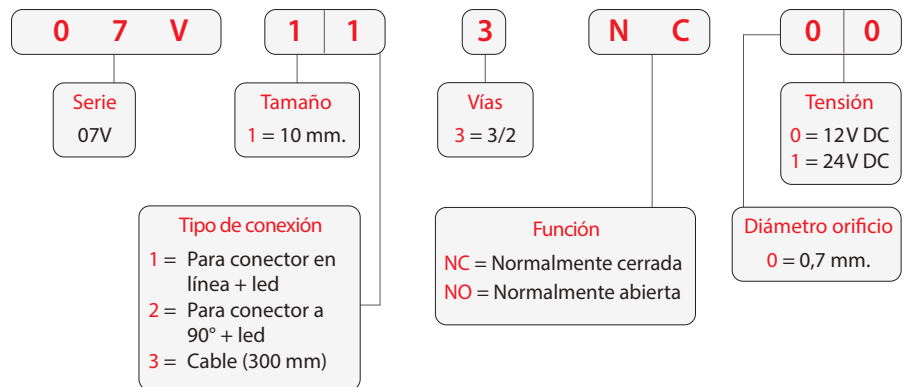 0 7 V 1 1 3 N C 0 0
Serie
07V
Tamaño
1 = 10 mm.
Vías
3 = 3/2
Tensión
0 = 12V DC
1 = 24V DC
Tipo de conexión
1 = Para conector en
línea + led
2 = Para conector a
90° + led
3 = Cable (300 mm)
Función
NC = Normalmente cerrada
NO = Normalmente abierta
Diámetro orificio
0 = 0,7 mm.